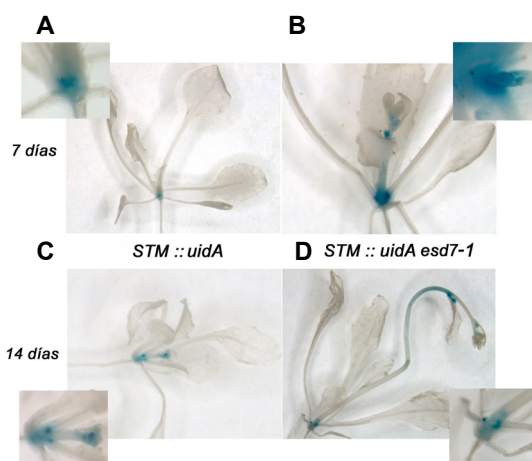 A
B
7 días
STM :: uidA
STM :: uidA esd7-1
C
D
14 días